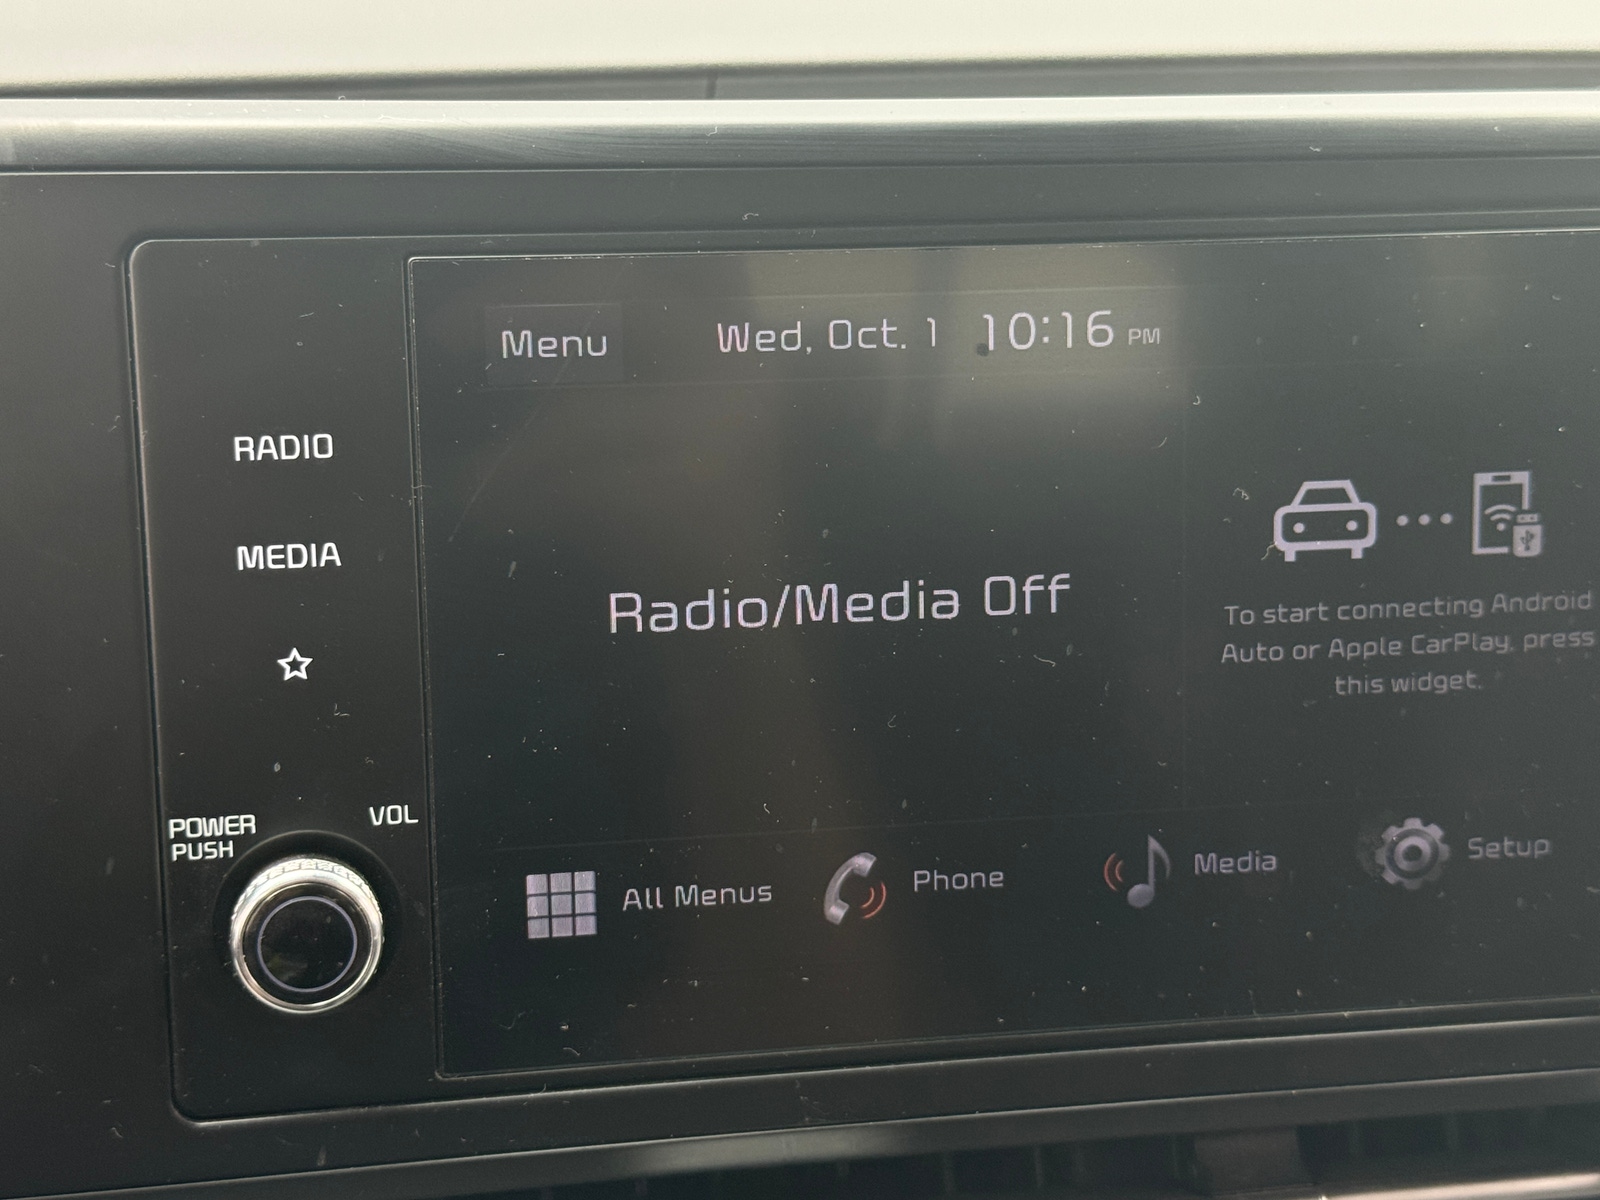 Menu
Wed, Oct. 1 10:16 PM
RADIO
MEDIA
Radio/Media Off
To start connecting Android
Auto or Apple CarPlay, press
this widget.
POWER
PUSH
VOL
All Menus
Phone
Media
Setup